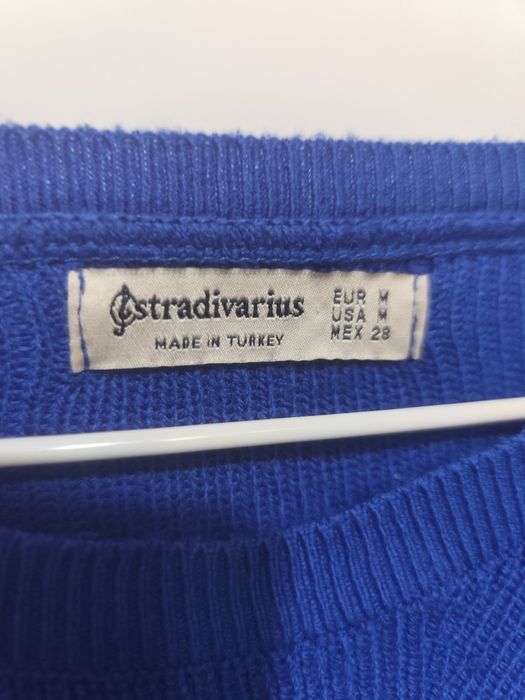 stradivarius
MADE IN TURKEY
EUR M
USA M
MEX 28